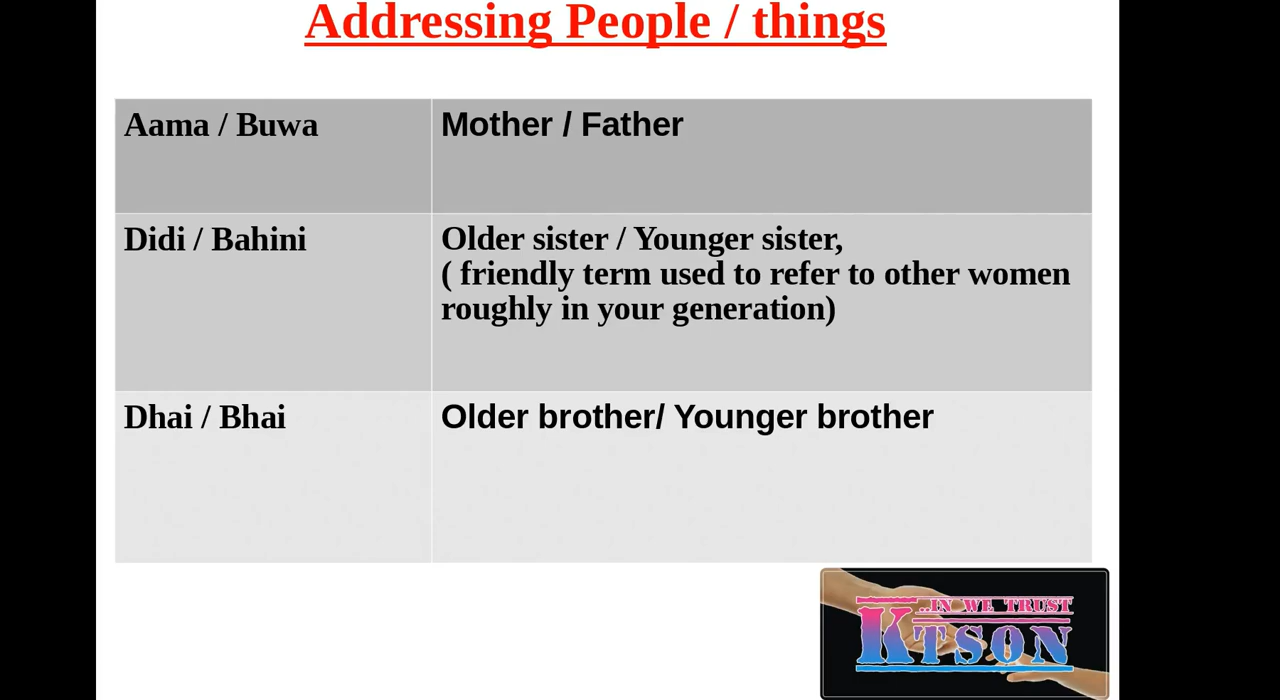 Addressing People / things
Aama / Buwa
Mother / Father
Didi / Bahini
Older sister / Younger sister,
( friendly term used to refer to other women
roughly in your generation)
Dhai / Bhai
Older brother/ Younger brother
..IN WE TRUST
KTSON